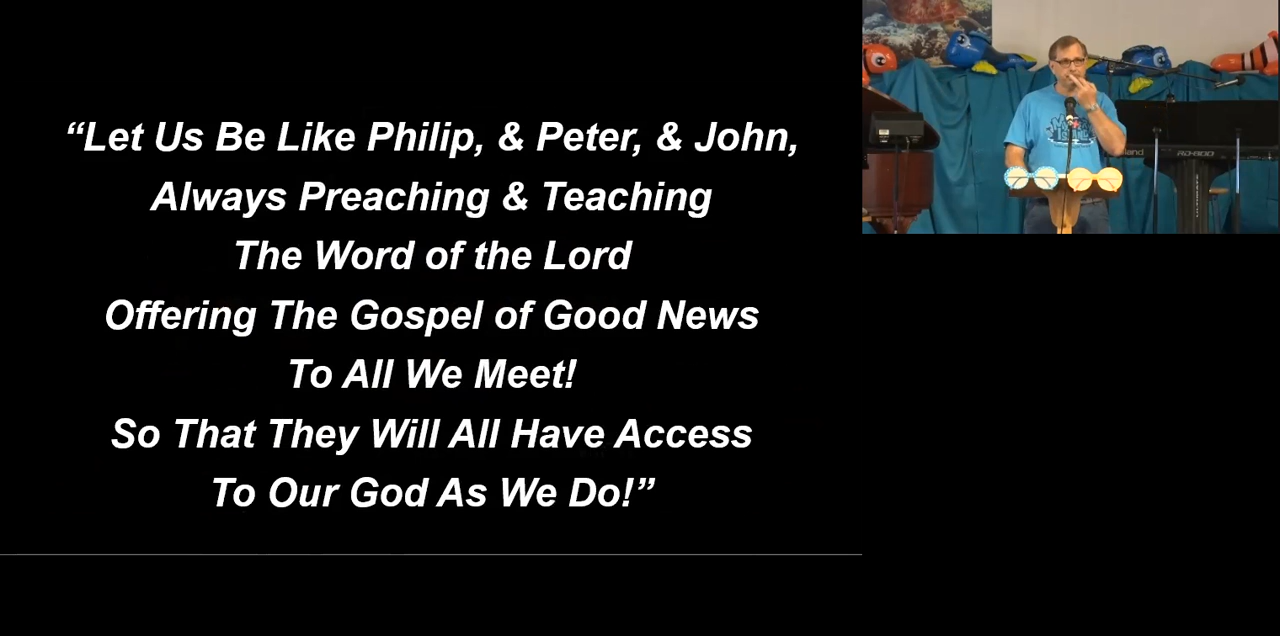 “Let Us Be Like Philip, & Peter, & John,
Always Preaching & Teaching
The Word of the Lord
Offering The Gospel of Good News
To All We Meet!
So That They Will All Have Access
To Our God As We Do!”
RD-800